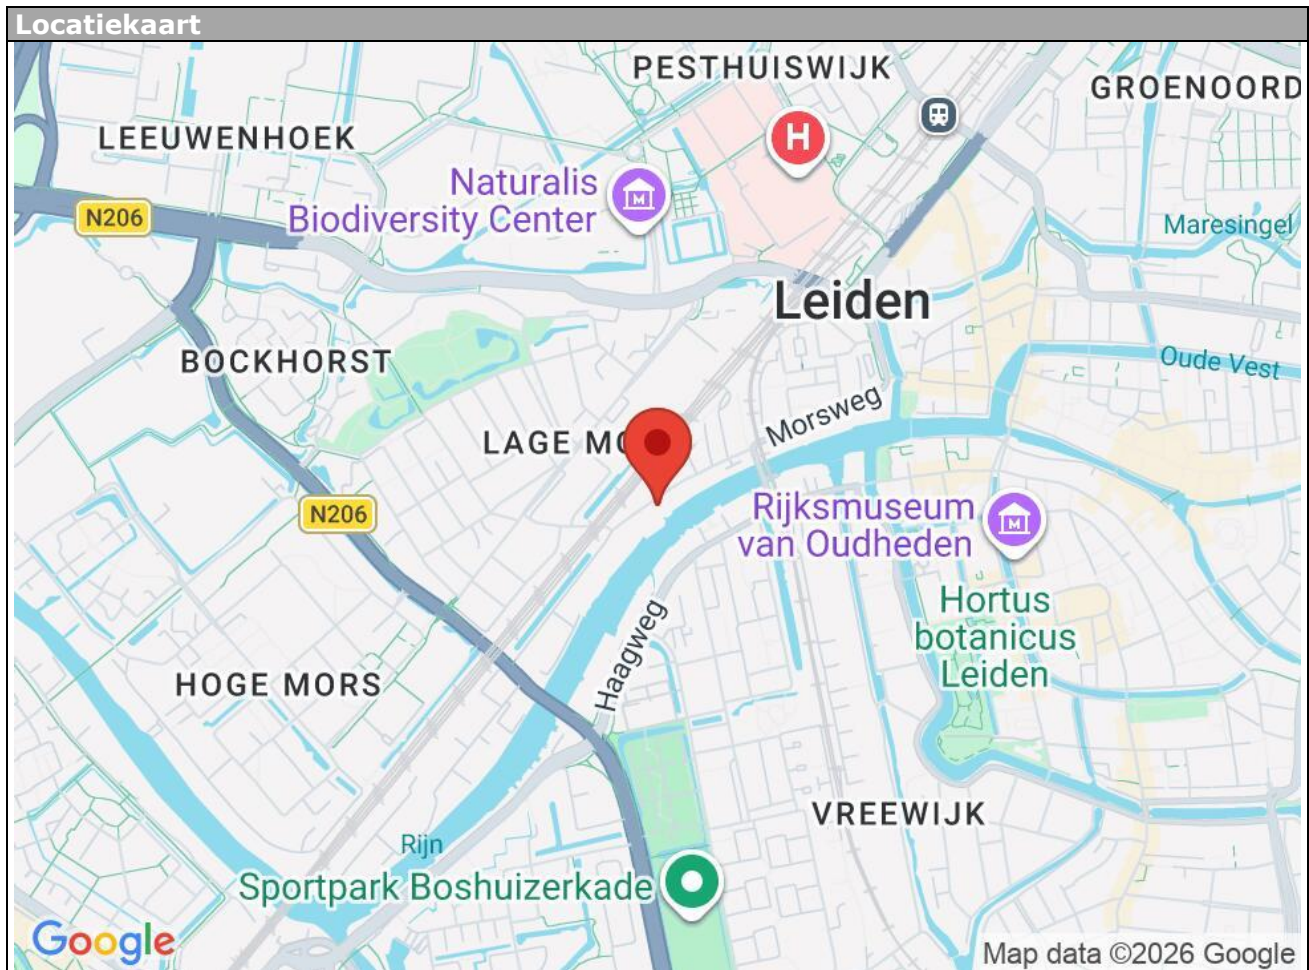 Locatiekaart
PESTHUISWIJK
GROENOORD
LEEUWENHOEK
H
Naturalis
Biodiversity Center
M
N206
Maresingel
Leiden
Oude Vest
BOCKHORST
Morsweg
LAGE MO
N206
Rijksmuseum
van Oudheden
M
Hortus
botanicus
Leiden
Haagweg
HOGE MORS
VREEWIJK
Rijn
Sportpark Boshuizerkade
Google
Map data ©2026 Google